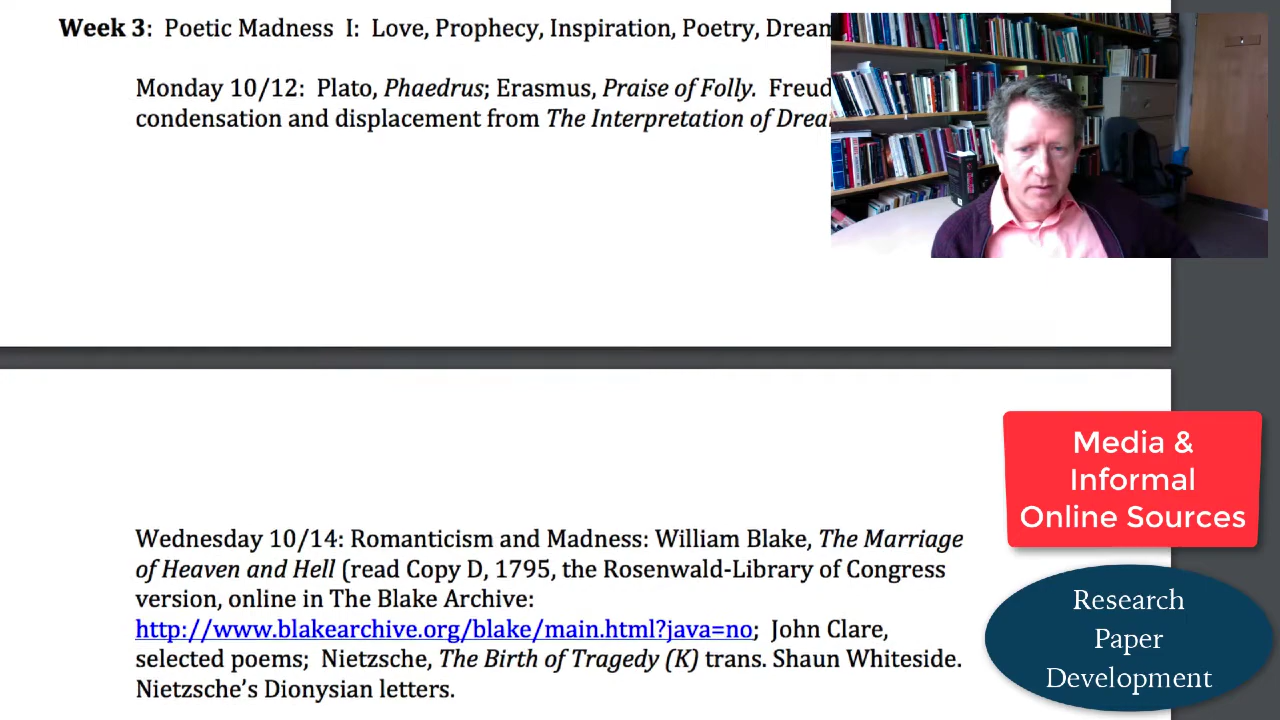 Week 3: Poetic Madness I: Love, Prophecy, Inspiration, Poetry,
Monday 10/12: Plato, Phaedrus; Erasmus, Praise of Folly. Freud
condensation and displacement from The Interpretation of
Wednesday 10/14: Romanticism and Madness: William Blake, The Marriage
of Heaven and Hell (read Copy D, 1795, the Rosenwald-Library of Congress
version, online in The Blake Archive:
http://www.blakearchive.org/blake/main.html?java=no; John Clare,
selected poems; Nietzsche, The Birth of Tragedy (K) trans. Shaun Whiteside.
Nietzsche's Dionysian letters.
Media &
Informal
Online Sources
Research
Paper
Development